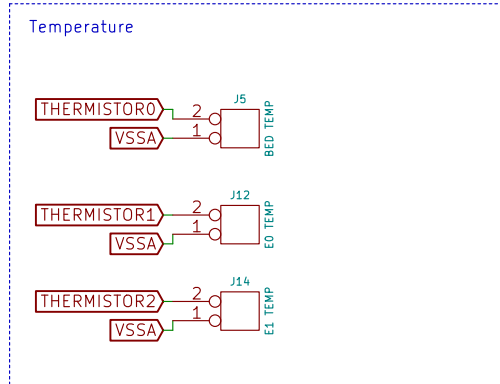 Temperature
J5
THERMISTOR0 2
VSSA 1
BED TEMP
J12
THERMISTOR1 2
VSSA 1
E0 TEMP
J14
THERMISTOR2 2
VSSA 1
E1 TEMP